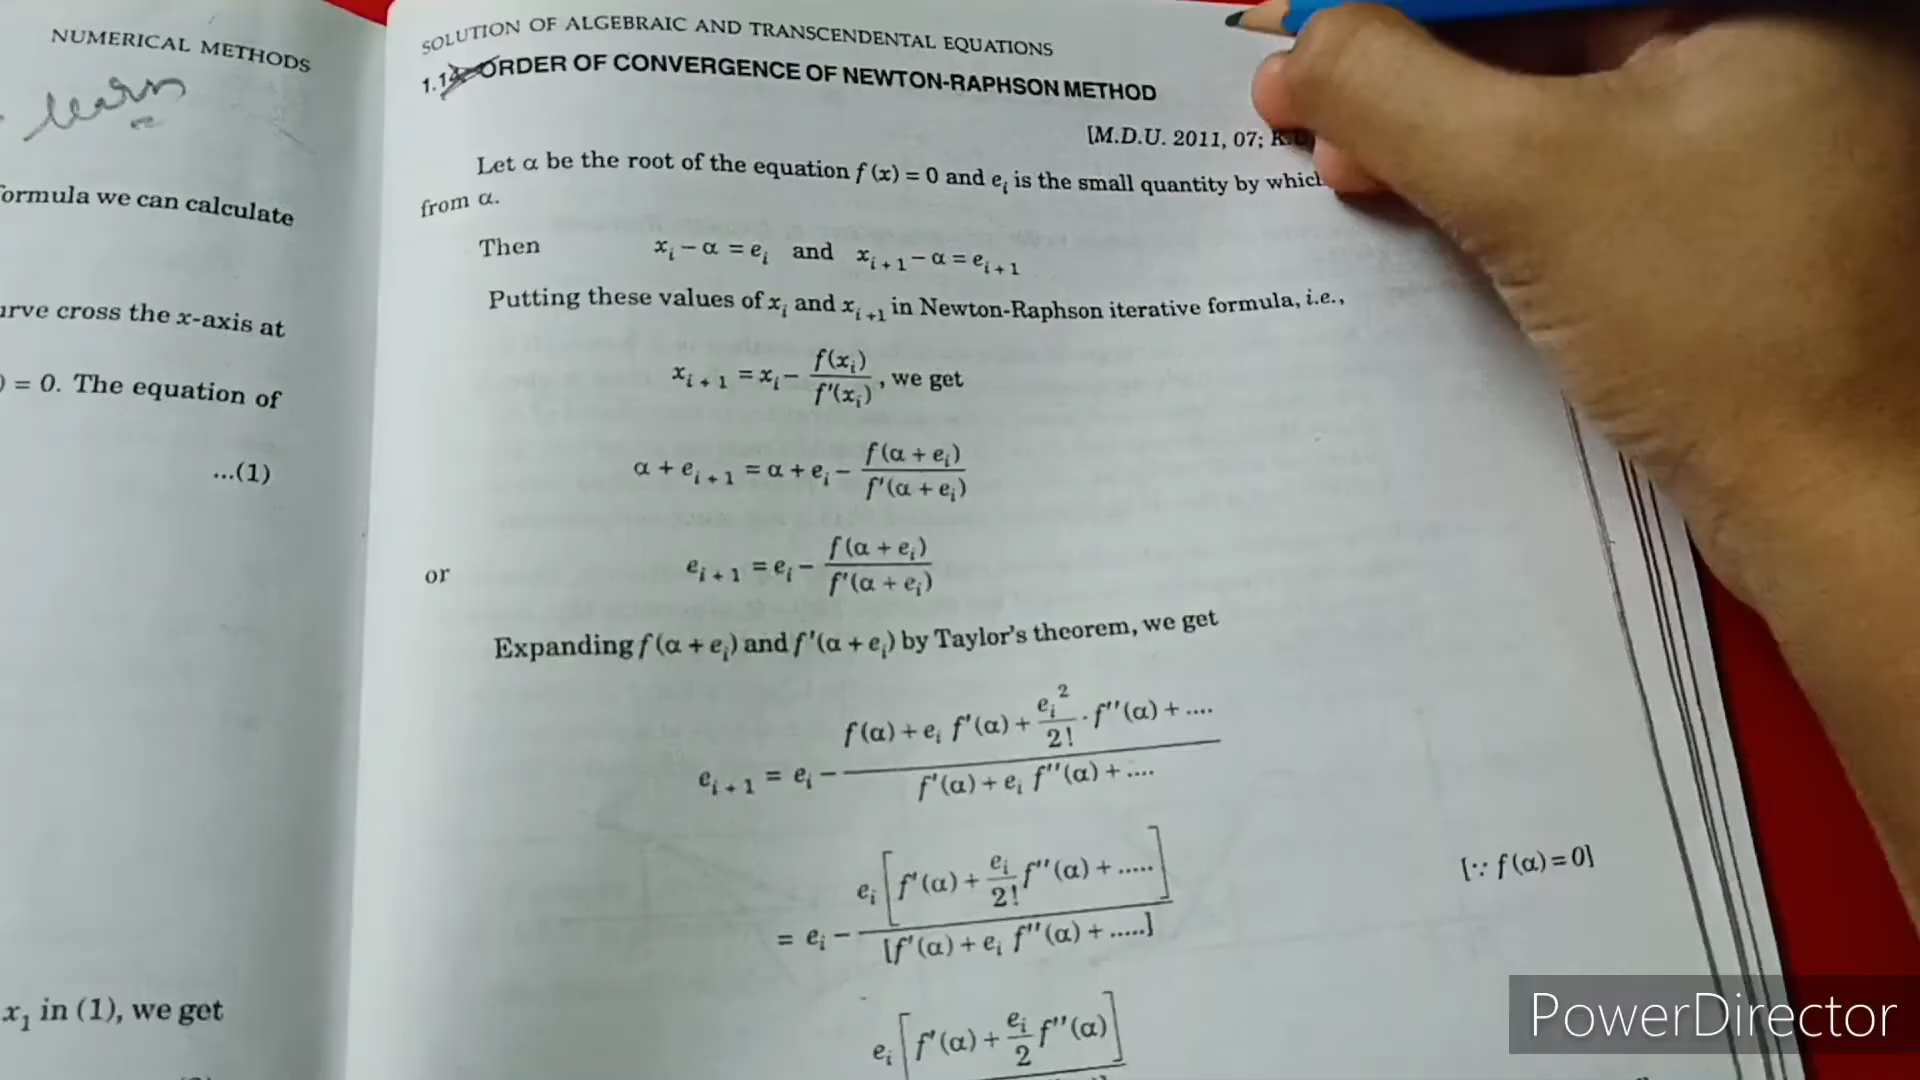 NUMERICAL METHODS
learn
ormula we can calculate
urve cross the x-axis at
) = 0. The equation of
...(1)
x₁ in (1), we get
SOLUTION OF ALGEBRAIC AND TRANSCENDENTAL EQUATIONS
ORDER OF CONVERGENCE OF NEWTON-RAPHSON METHOD
[M.D.U. 2011, 07;
Let α be the root of the equation f (x) = 0 and eᵢ is the small quantity by
from α.
Then xᵢ − α = eᵢ and xᵢ₊₁ − α = eᵢ₊₁
Putting these values of xᵢ and xᵢ₊₁ in Newton-Raphson iterative formula, i.e.,
xᵢ₊₁ = xᵢ − f(xᵢ) / f'(xᵢ) , we get
α + eᵢ₊₁ = α + eᵢ − f(α + eᵢ) / f'(α + eᵢ)
or eᵢ₊₁ = eᵢ − f(α + eᵢ) / f'(α + eᵢ)
Expanding f (α + eᵢ) and f'(α + eᵢ) by Taylor's theorem, we get
eᵢ₊₁ = eᵢ − (f(α) + eᵢ f'(α) + eᵢ²/2! . f''(α) + ....) / (f'(α) + eᵢ f''(α) + ....)
= eᵢ − eᵢ [f'(α) + eᵢ/2! f''(α) + .....] / [f'(α) + eᵢ f''(α) + .....] [∵ f(α) = 0]
eᵢ [f'(α) + eᵢ/2 f''(α)]
PowerDirector